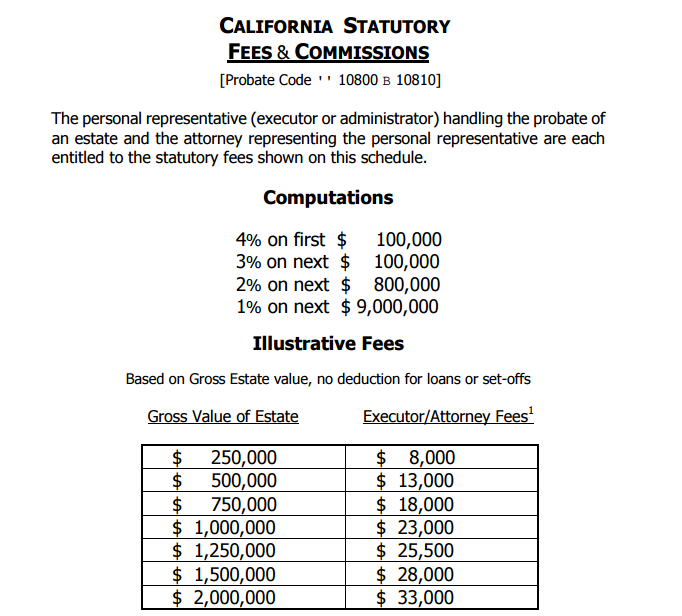 CALIFORNIA STATUTORY
FEES & COMMISSIONS
[Probate Code '' 10800 B 10810]
The personal representative (executor or administrator) handling the probate of
an estate and the attorney representing the personal representative are each
entitled to the statutory fees shown on this schedule.
Computations
4% on first $ 100,000
3% on next $ 100,000
2% on next $ 800,000
1% on next $ 9,000,000
Illustrative Fees
Based on Gross Estate value, no deduction for loans or set-offs
Gross Value of Estate Executor/Attorney Fees¹
$ 250,000 $ 8,000
$ 500,000 $ 13,000
$ 750,000 $ 18,000
$ 1,000,000 $ 23,000
$ 1,250,000 $ 25,500
$ 1,500,000 $ 28,000
$ 2,000,000 $ 33,000